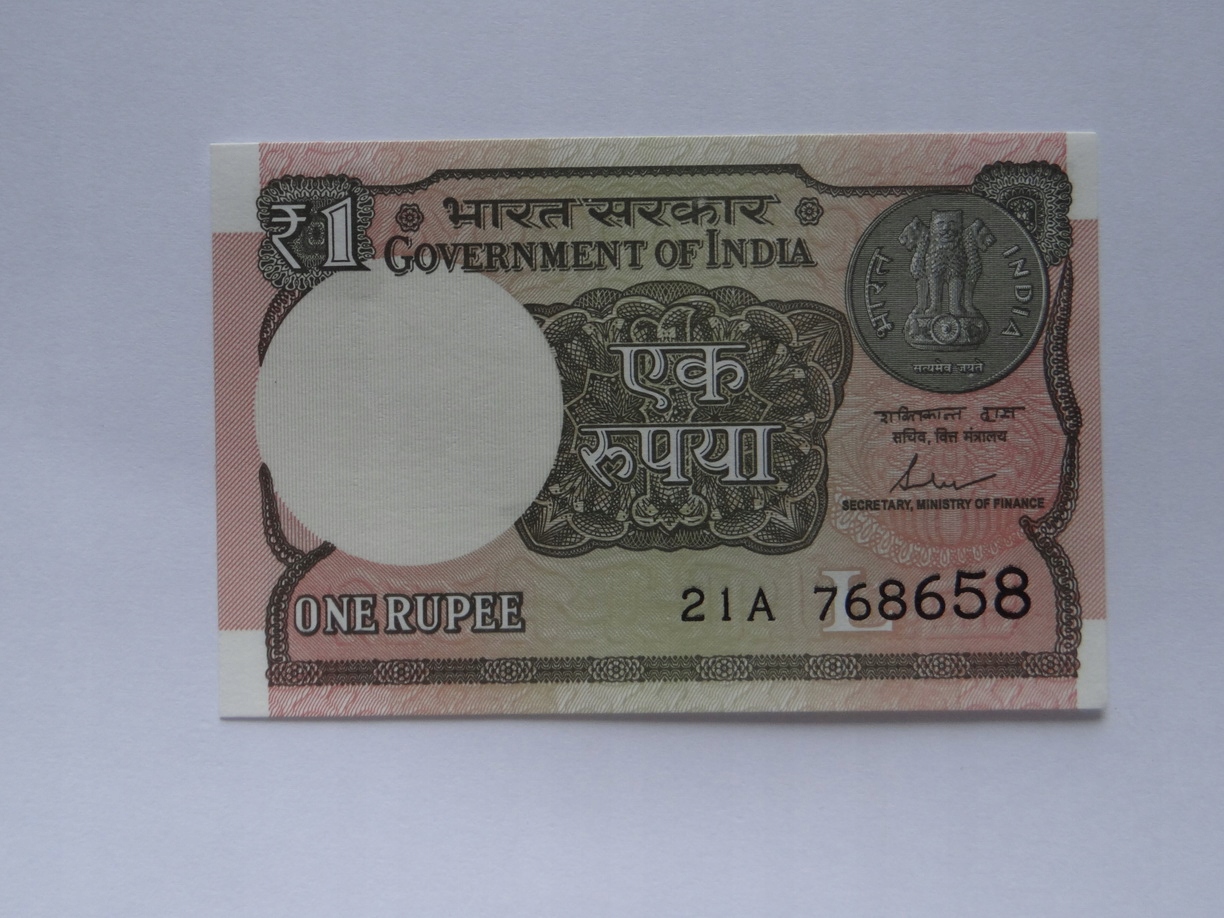 ₹1
भारत सरकार
GOVERNMENT OF INDIA
भारत
INDIA
सत्यमेव जयते
एक
रुपया
शक्तिकान्त दास
सचिव, वित्त मंत्रालय
SECRETARY, MINISTRY OF FINANCE
ONE RUPEE
21A 768658
L